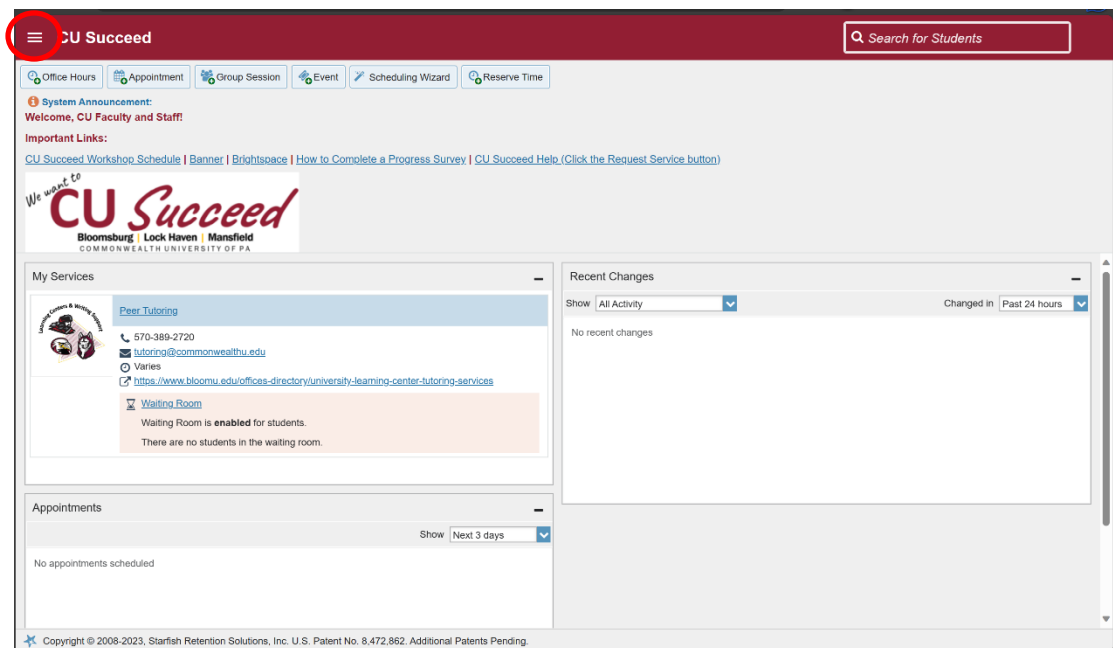 CU Succeed
Search for Students
Office Hours Appointment Group Session Event Scheduling Wizard Reserve Time
System Announcement:
Welcome, CU Faculty and Staff!
Important Links:
CU Succeed Workshop Schedule | Banner | Brightspace | How to Complete a Progress Survey | CU Succeed Help (Click the Request Service button)
We want to
CU Succeed
Bloomsburg | Lock Haven | Mansfield
COMMONWEALTH UNIVERSITY OF PA
My Services
Learning Centers & Writing Support
Peer Tutoring
570-389-2720
tutoring@commonwealthu.edu
Varies
https://www.bloomu.edu/offices-directory/university-learning-center-tutoring-services
Waiting Room
Waiting Room is enabled for students.
There are no students in the waiting room.
Recent Changes
Show All Activity Changed in Past 24 hours
No recent changes
Appointments
Show Next 3 days
No appointments scheduled
Copyright © 2008-2023, Starfish Retention Solutions, Inc. U.S. Patent No. 8,472,862. Additional Patents Pending.